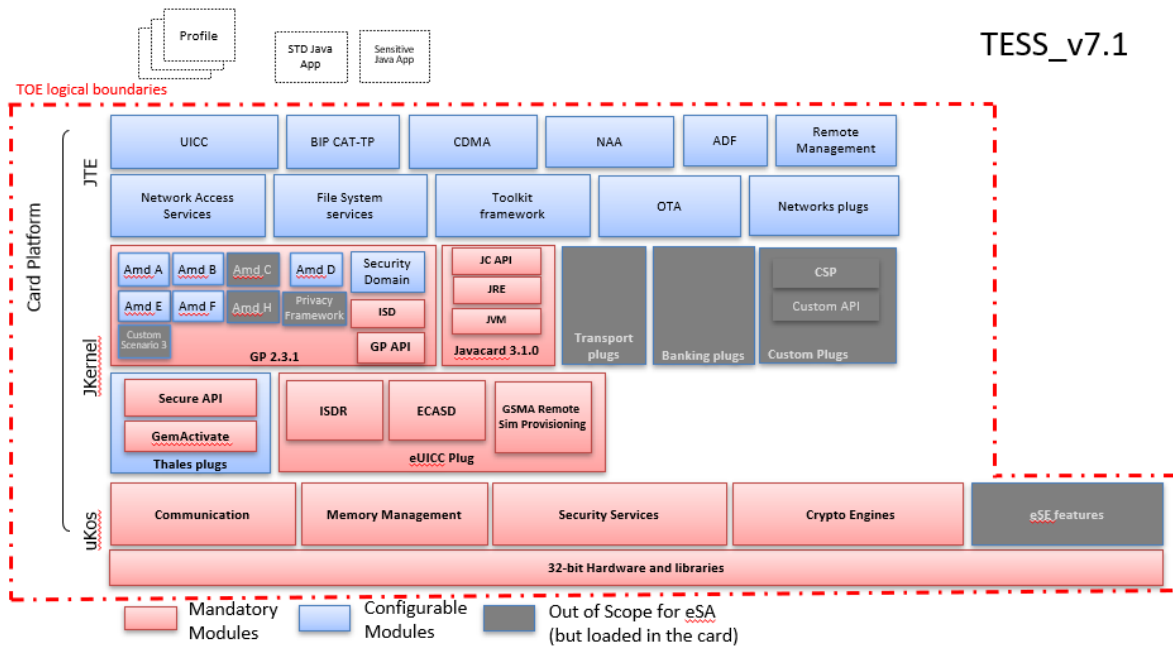 TESS_v7.1
Profile
STD Java
App
Sensitive
Java App
TOE logical boundaries
Card Platform
JTE
UICC
BIP CAT-TP
CDMA
NAA
ADF
Remote
Management
Network Access
Services
File System
services
Toolkit
framework
OTA
Networks plugs
JKernel
Amd A
Amd B
Amd C
Amd D
Security
Domain
Amd E
Amd F
Amd H
Privacy
Framework
ISD
Custom
Scenario 3
GP API
GP 2.3.1
JC API
JRE
JVM
Javacard 3.1.0
Transport
plugs
Banking plugs
CSP
Custom API
Custom Plugs
Secure API
GemActivate
Thales plugs
ISDR
ECASD
GSMA Remote
Sim Provisioning
eUICC Plug
uKos
Communication
Memory Management
Security Services
Crypto Engines
eSE features
32-bit Hardware and libraries
Mandatory
Modules
Configurable
Modules
Out of Scope for eSA
(but loaded in the card)